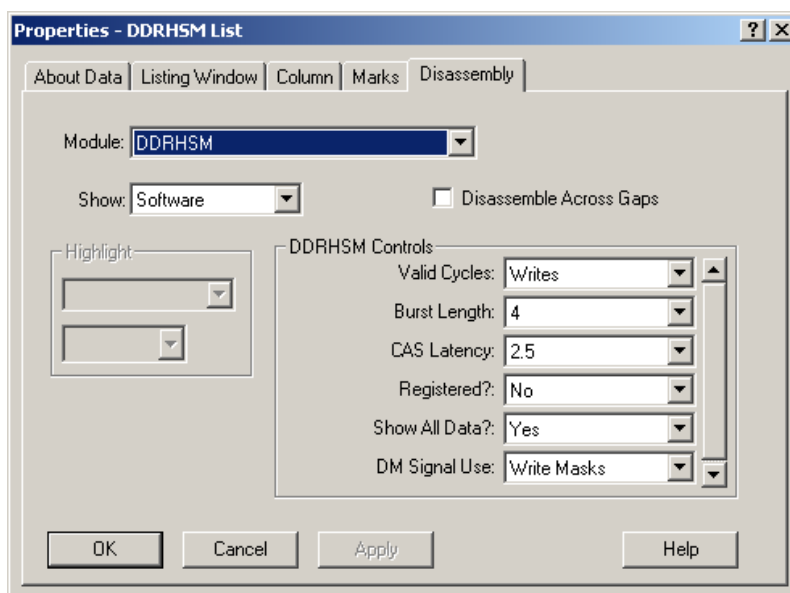 Properties - DDRHSM List
About Data Listing Window Column Marks Disassembly
Module: DDRHSM
Show: Software Disassemble Across Gaps
Highlight DDRHSM Controls
Valid Cycles: Writes
Burst Length: 4
CAS Latency: 2.5
Registered?: No
Show All Data?: Yes
DM Signal Use: Write Masks
OK Cancel Apply Help